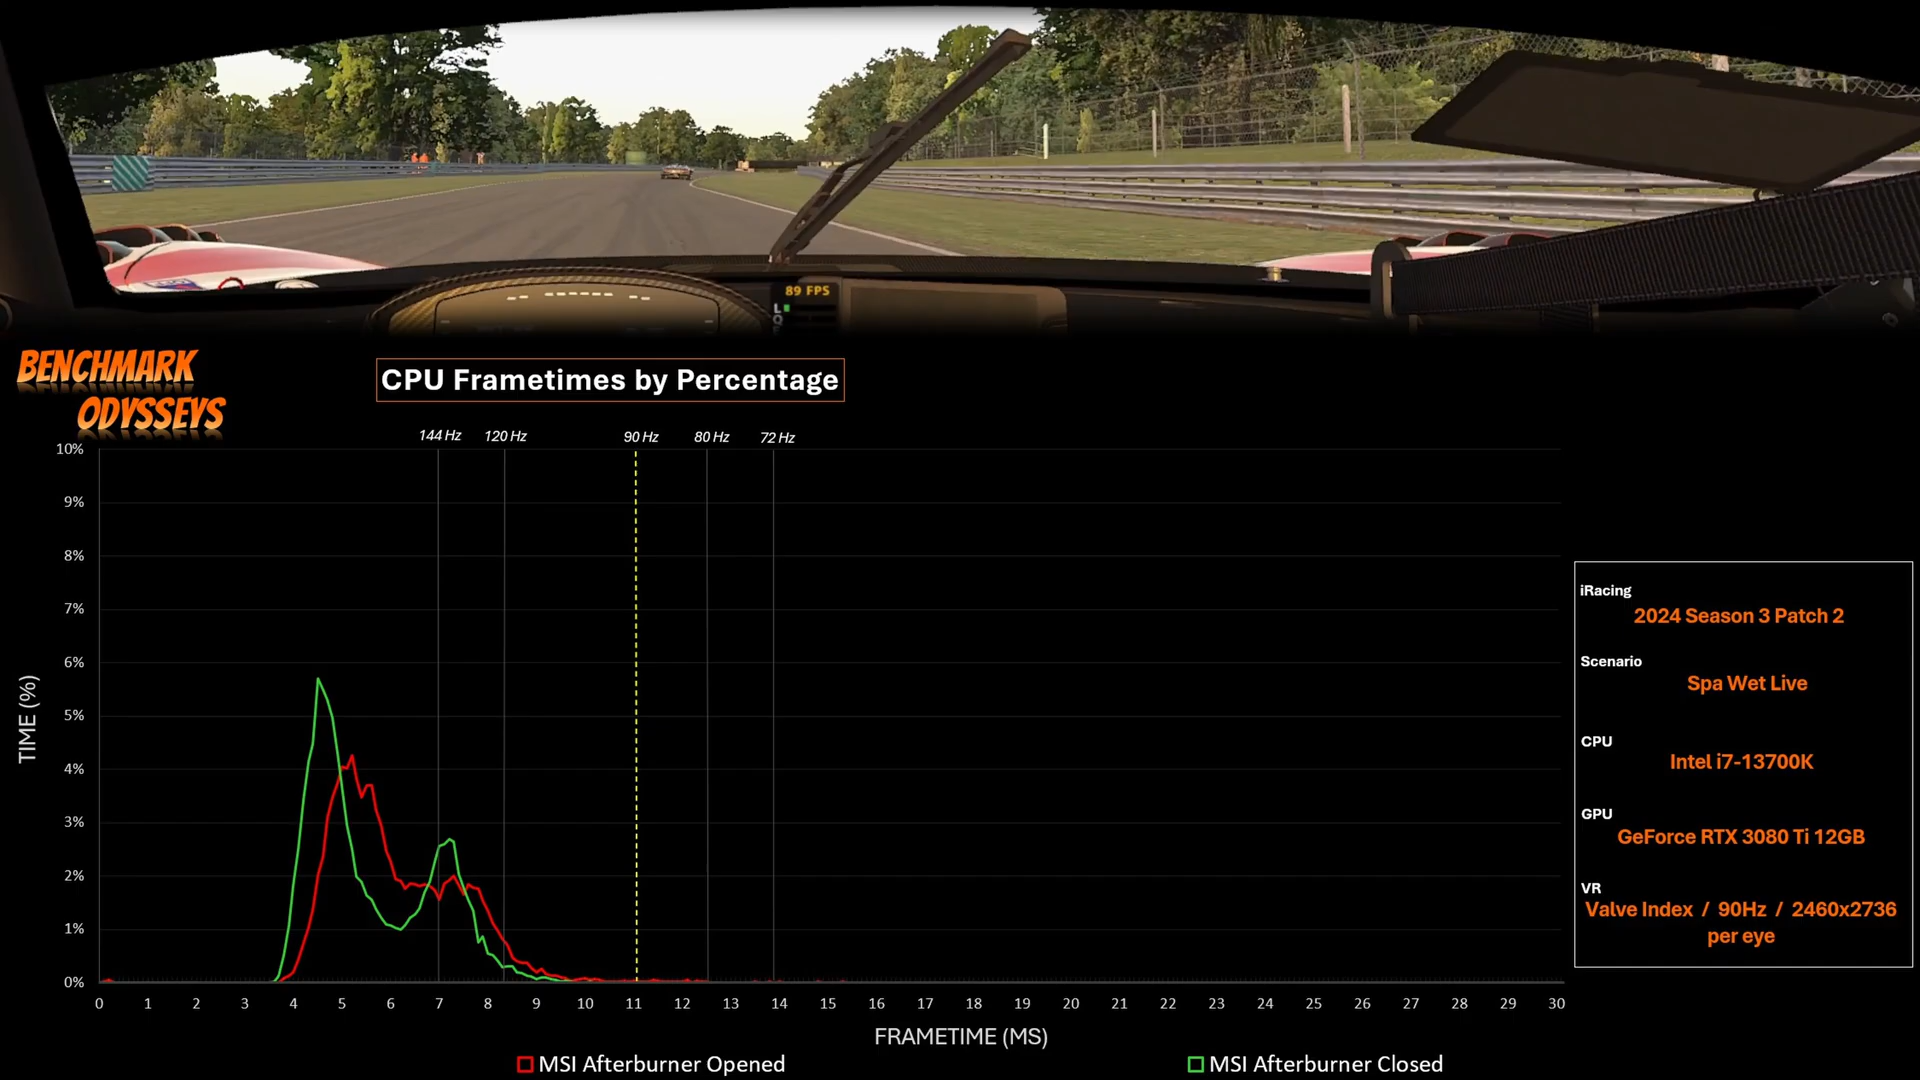 89 FPS
L
BENCHMARK
ODYSSEYS
CPU Frametimes by Percentage
144 Hz 120 Hz 90 Hz 80 Hz 72 Hz
10%
9%
8%
7%
6%
5%
4%
3%
2%
1%
0%
TIME (%)
0 1 2 3 4 5 6 7 8 9 10 11 12 13 14 15 16 17 18 19 20 21 22 23 24 25 26 27 28 29 30
FRAMETIME (MS)
MSI Afterburner Opened MSI Afterburner Closed
iRacing
2024 Season 3 Patch 2
Scenario
Spa Wet Live
CPU
Intel i7-13700K
GPU
GeForce RTX 3080 Ti 12GB
VR
Valve Index / 90Hz / 2460x2736
per eye